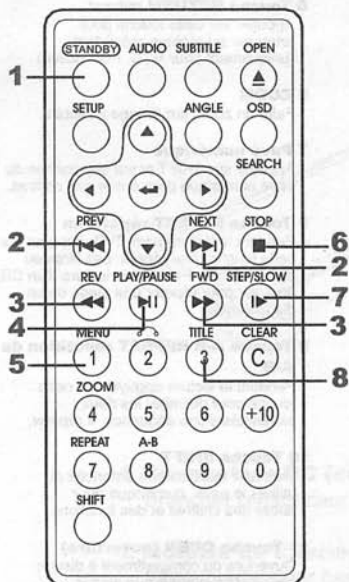 STANDBY AUDIO SUBTITLE OPEN
1
SETUP ANGLE OSD
SEARCH
PREV NEXT STOP
2 6
2
REV PLAY/PAUSE FWD STEP/SLOW
3 7
4 3
MENU TITLE CLEAR
5 1 2 3 C
8
ZOOM
4 5 6 +10
REPEAT A-B
7 8 9 0
SHIFT